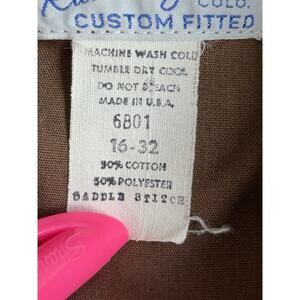 COLO.
CUSTOM FITTED
MACHINE WASH COLD
TUMBLE DRY COOL
DO NOT BLEACH
MADE IN U.S.A.
6801
16-32
50% COTTON
50% POLYESTER
SADDLE STITCH